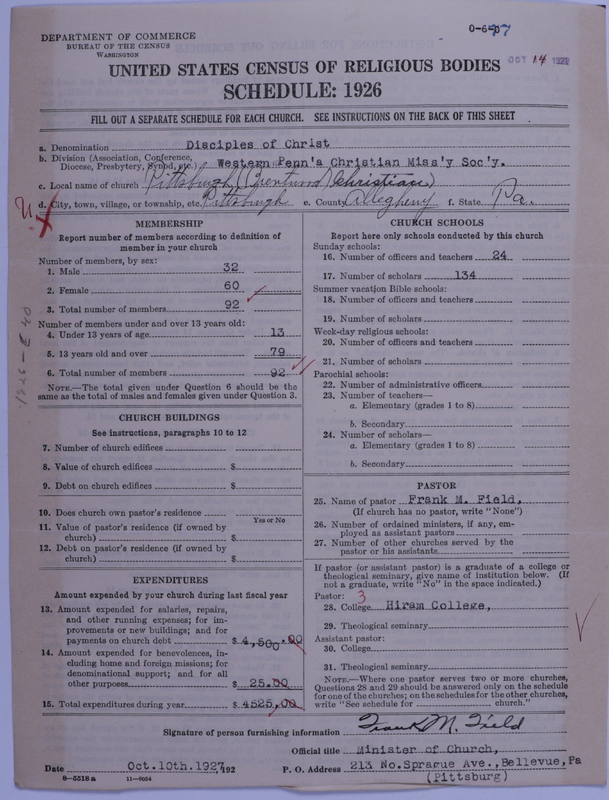 DEPARTMENT OF COMMERCE
BUREAU OF THE CENSUS
WASHINGTON
0-6-077
OCT 14 1927
UNITED STATES CENSUS OF RELIGIOUS BODIES
SCHEDULE: 1926
FILL OUT A SEPARATE SCHEDULE FOR EACH CHURCH. SEE INSTRUCTIONS ON THE BACK OF THIS SHEET
a. Denomination Disciples of Christ
b. Division (Association, Conference, Diocese, Presbytery, Synod, etc.) Western Penn'a Christian Miss'y Soc'y.
c. Local name of church Pittsburgh (Brentwood) Christian
d. City, town, village, or township, etc. Pittsburgh e. County Allegheny f. State Pa.
MEMBERSHIP
Report number of members according to definition of
member in your church
Number of members, by sex:
1. Male 32
2. Female 60
3. Total number of members 92
Number of members under and over 13 years old:
4. Under 13 years of age 13
5. 13 years old and over 79
6. Total number of members 92
NOTE.—The total given under Question 6 should be the
same as the total of males and females given under Question 3.
CHURCH BUILDINGS
See instructions, paragraphs 10 to 12
7. Number of church edifices
8. Value of church edifices $
9. Debt on church edifices $
10. Does church own pastor's residence
Yes or No
11. Value of pastor's residence (if owned by
church) $
12. Debt on pastor's residence (if owned by
church) $
EXPENDITURES
Amount expended by your church during last fiscal year
13. Amount expended for salaries, repairs,
and other running expenses; for im-
provements or new buildings; and for
payments on church debt $ 4,500.00
14. Amount expended for benevolences, in-
cluding home and foreign missions; for
denominational support; and for all
other purposes $ 25.00
15. Total expenditures during year $ 4525,00
CHURCH SCHOOLS
Report here only schools conducted by this church
Sunday schools:
16. Number of officers and teachers 24
17. Number of scholars 134
Summer vacation Bible schools:
18. Number of officers and teachers
19. Number of scholars
Week-day religious schools:
20. Number of officers and teachers
21. Number of scholars
Parochial schools:
22. Number of administrative officers
23. Number of teachers—
a. Elementary (grades 1 to 8)
b. Secondary
24. Number of scholars—
a. Elementary (grades 1 to 8)
b. Secondary
PASTOR
25. Name of pastor Frank M. Field,
(If church has no pastor, write "None")
26. Number of ordained ministers, if any, em-
ployed as assistant pastors
27. Number of other churches served by the
pastor or his assistants
If pastor (or assistant pastor) is a graduate of a college or
theological seminary, give name of institution below. (If
not a graduate, write "No" in the space indicated.)
Pastor: 3
28. College Hiram College,
29. Theological seminary
Assistant pastor:
30. College
31. Theological seminary
NOTE.—Where one pastor serves two or more churches,
Questions 28 and 29 should be answered only on the schedule
for one of the churches; on the schedules for the other churches,
write "See schedule for church."
Signature of person furnishing information Frank M. Field
Official title Minister of Church,
Date Oct.10th.1927, 192 P. O. Address 213 No.Sprague Ave.,Bellevue,Pa
(Pittsburg)
8—5518 a 11—9054